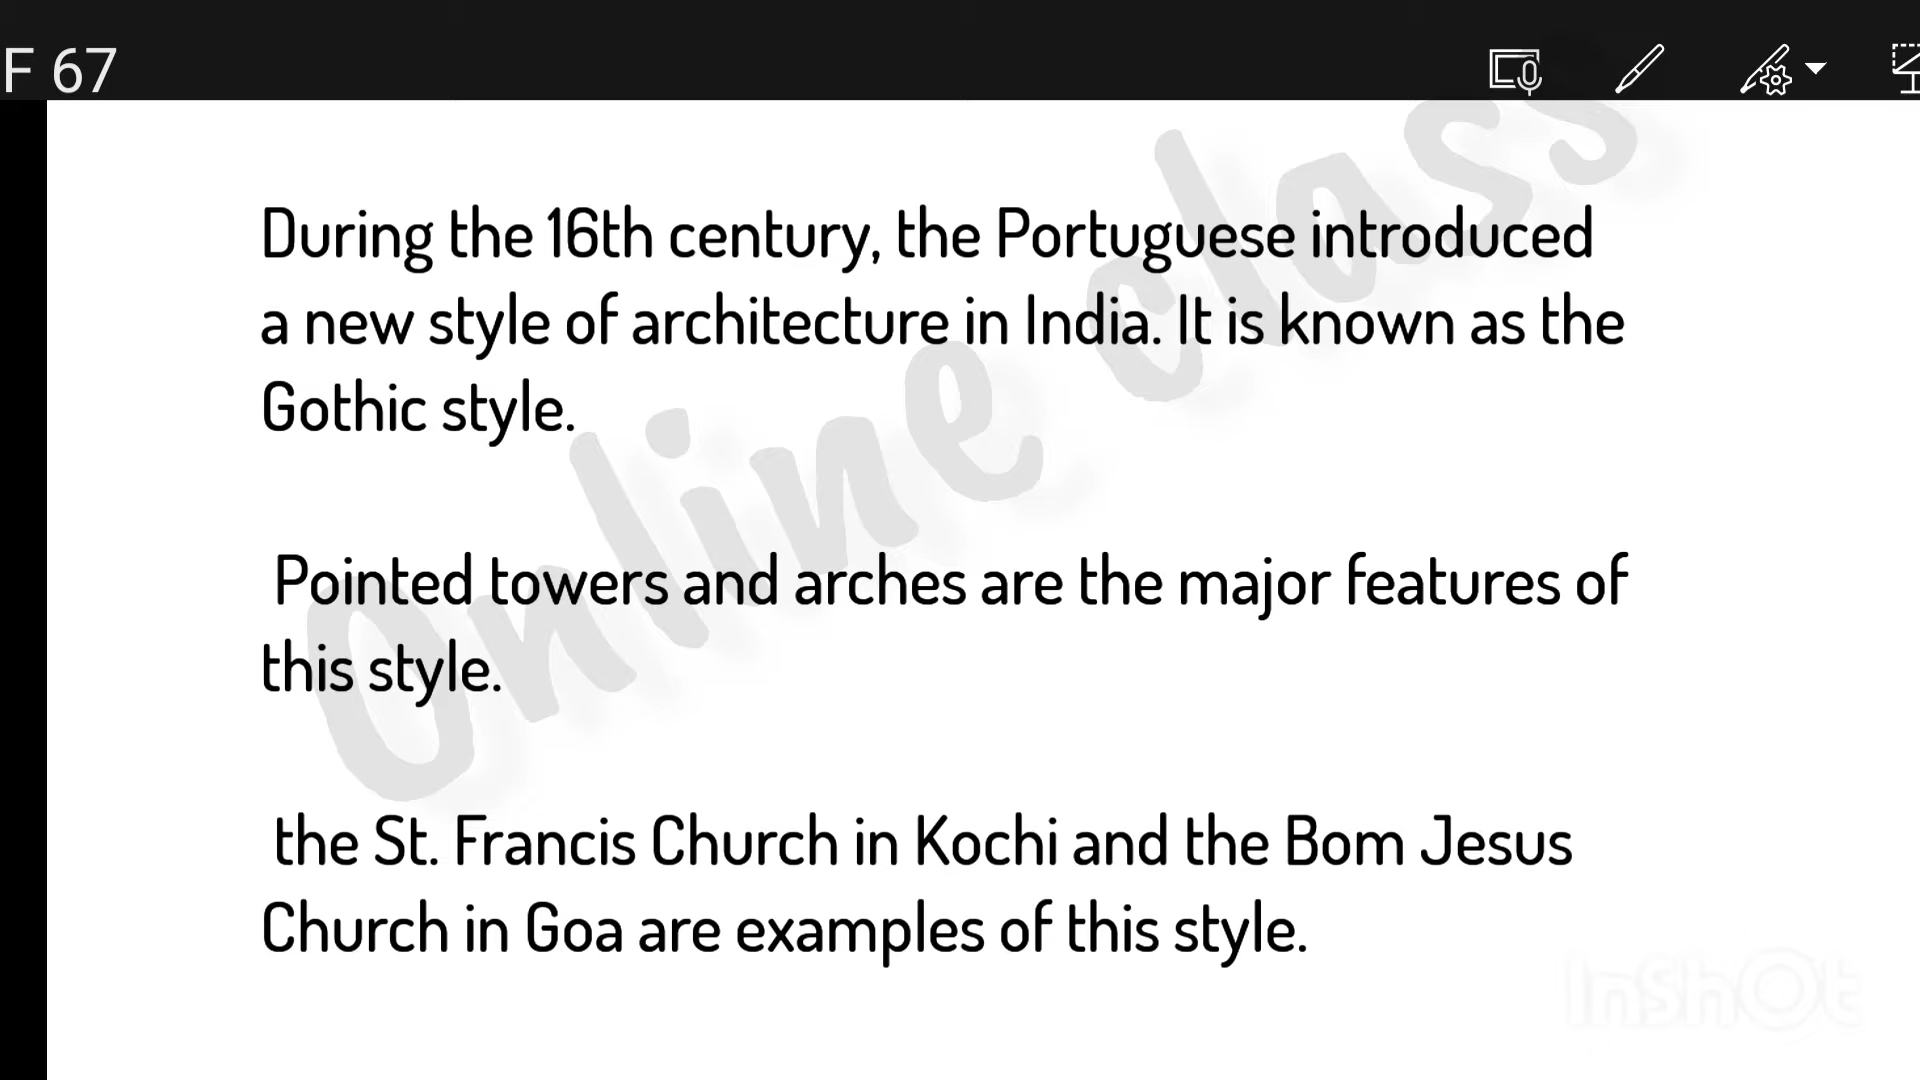 F 67
During the 16th century, the Portuguese introduced
a new style of architecture in India. It is known as the
Gothic style.
Pointed towers and arches are the major features of
this style.
the St. Francis Church in Kochi and the Bom Jesus
Church in Goa are examples of this style.
Online class
InShOt